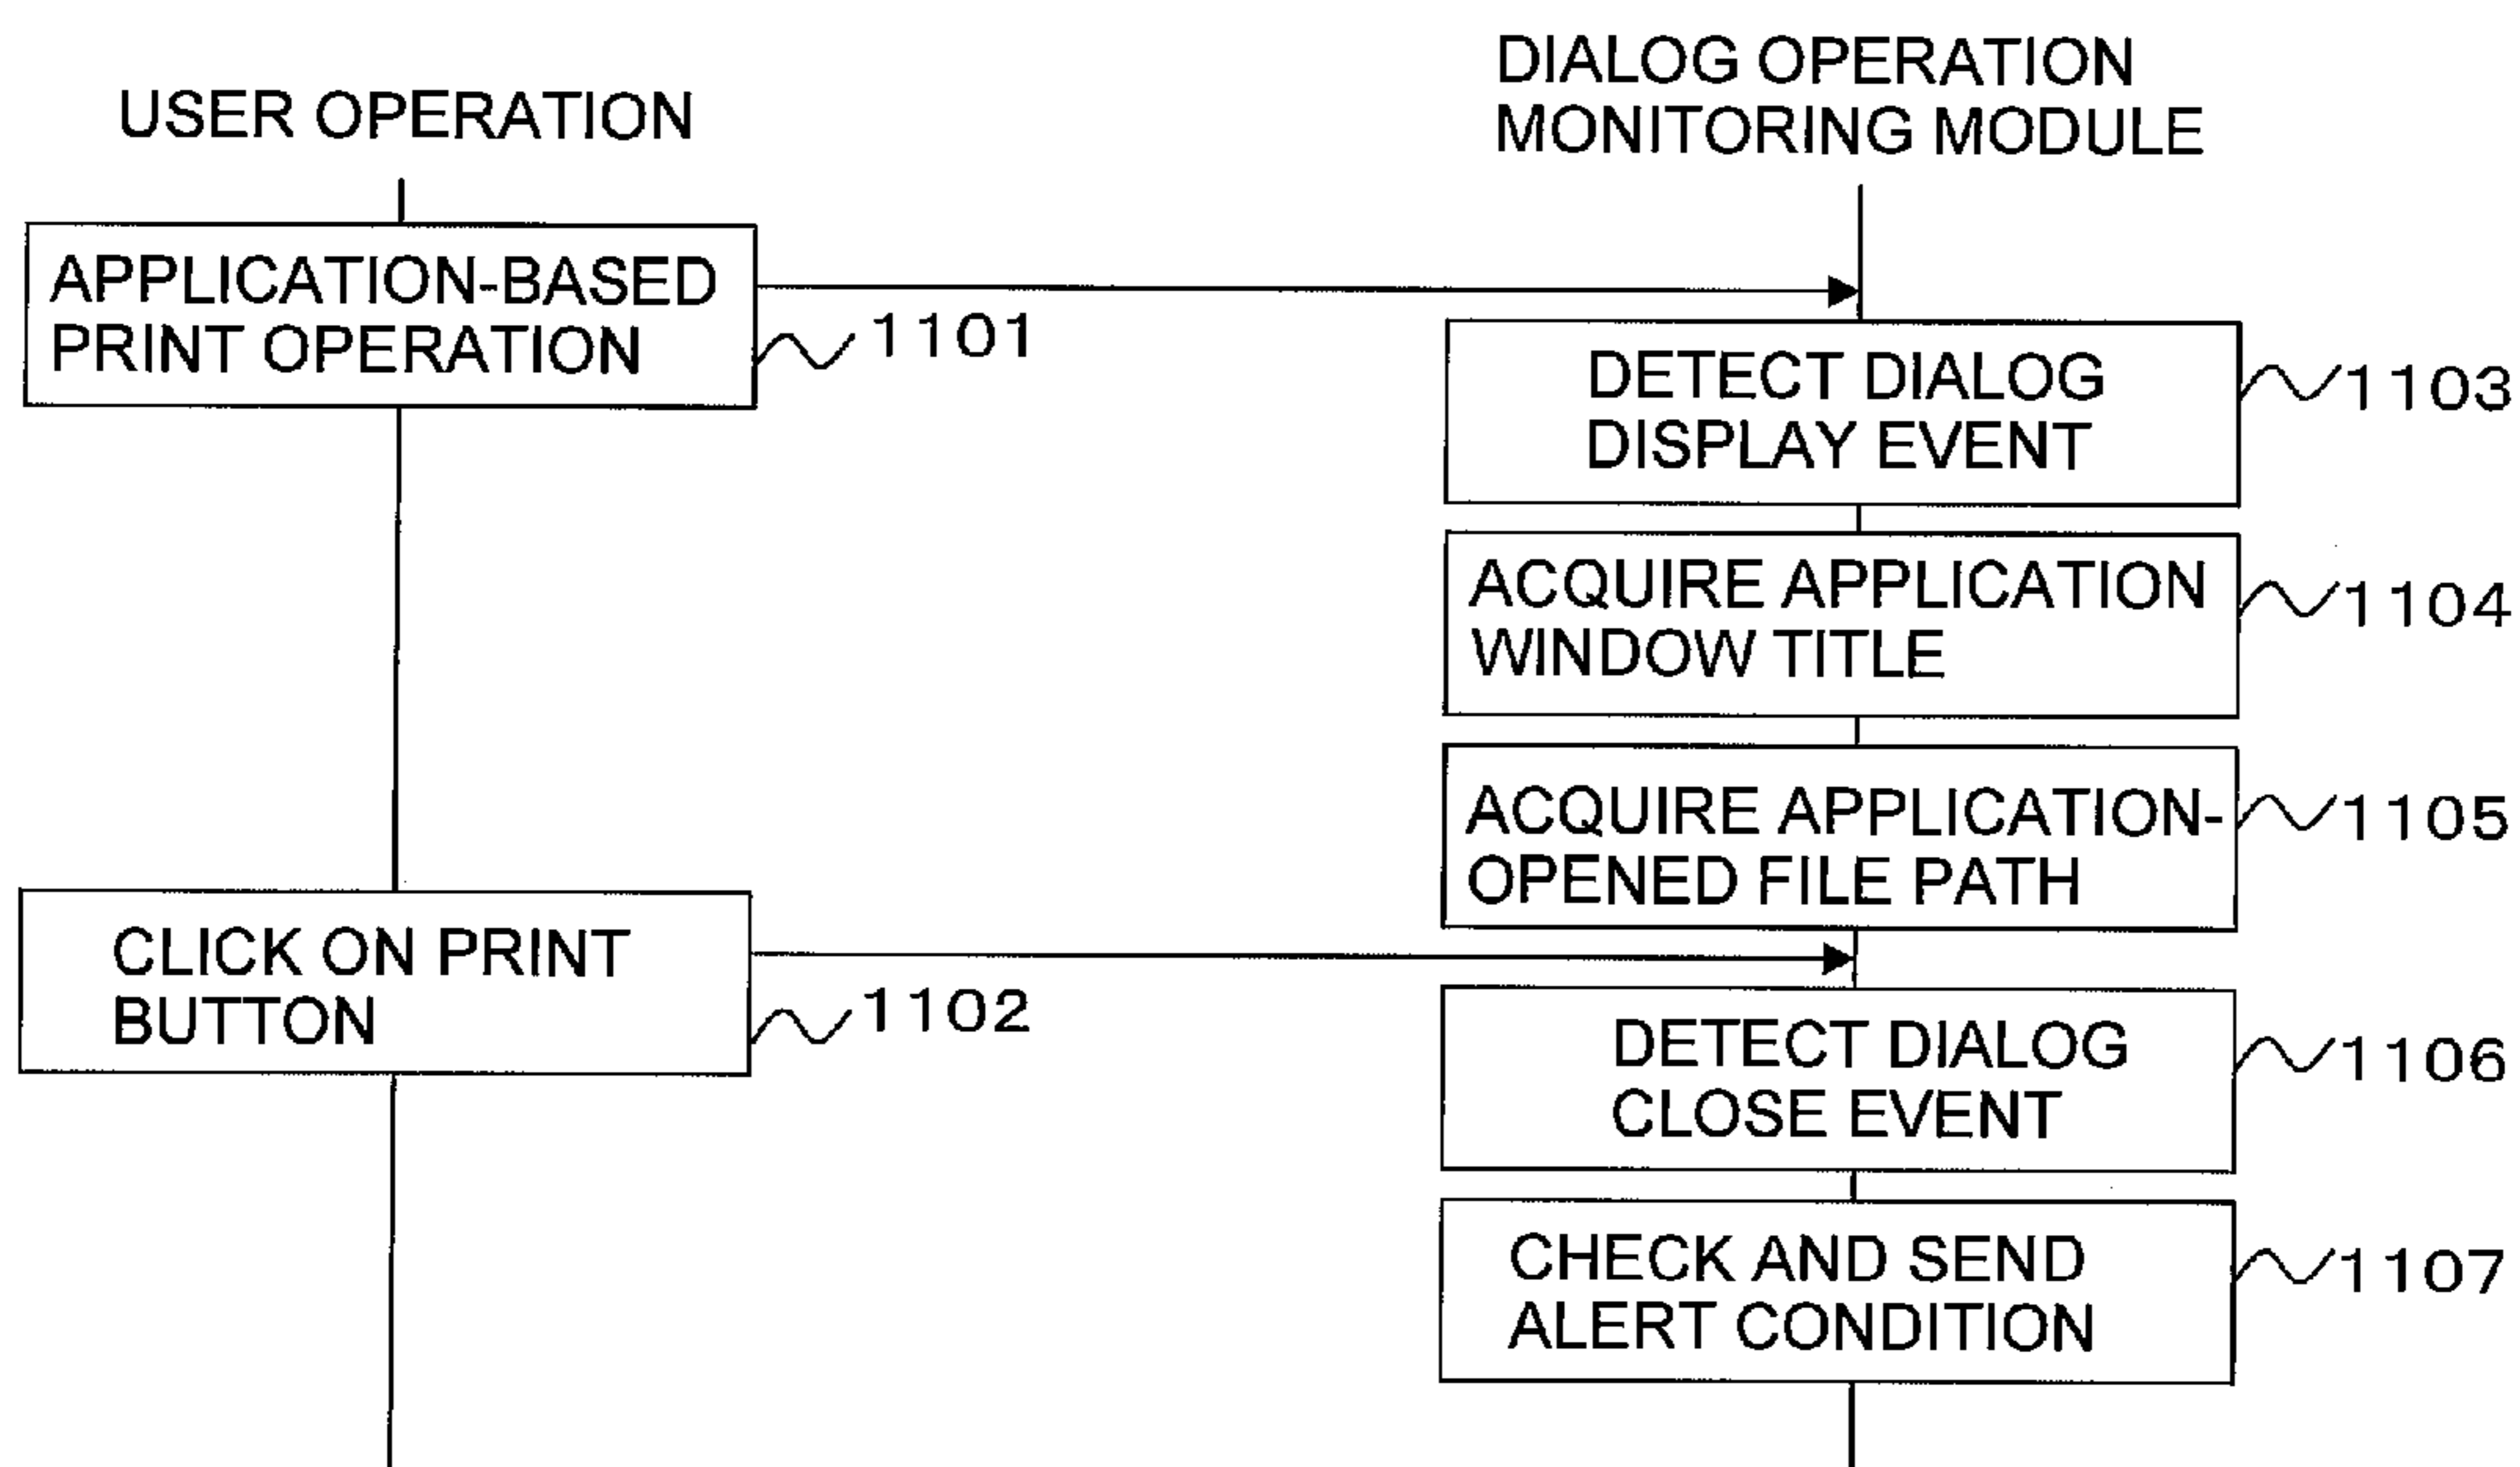 USER OPERATION
DIALOG OPERATION
MONITORING MODULE
APPLICATION-BASED
PRINT OPERATION
1101
DETECT DIALOG
DISPLAY EVENT
1103
ACQUIRE APPLICATION
WINDOW TITLE
1104
ACQUIRE APPLICATION-
OPENED FILE PATH
1105
CLICK ON PRINT
BUTTON
1102
DETECT DIALOG
CLOSE EVENT
1106
CHECK AND SEND
ALERT CONDITION
1107